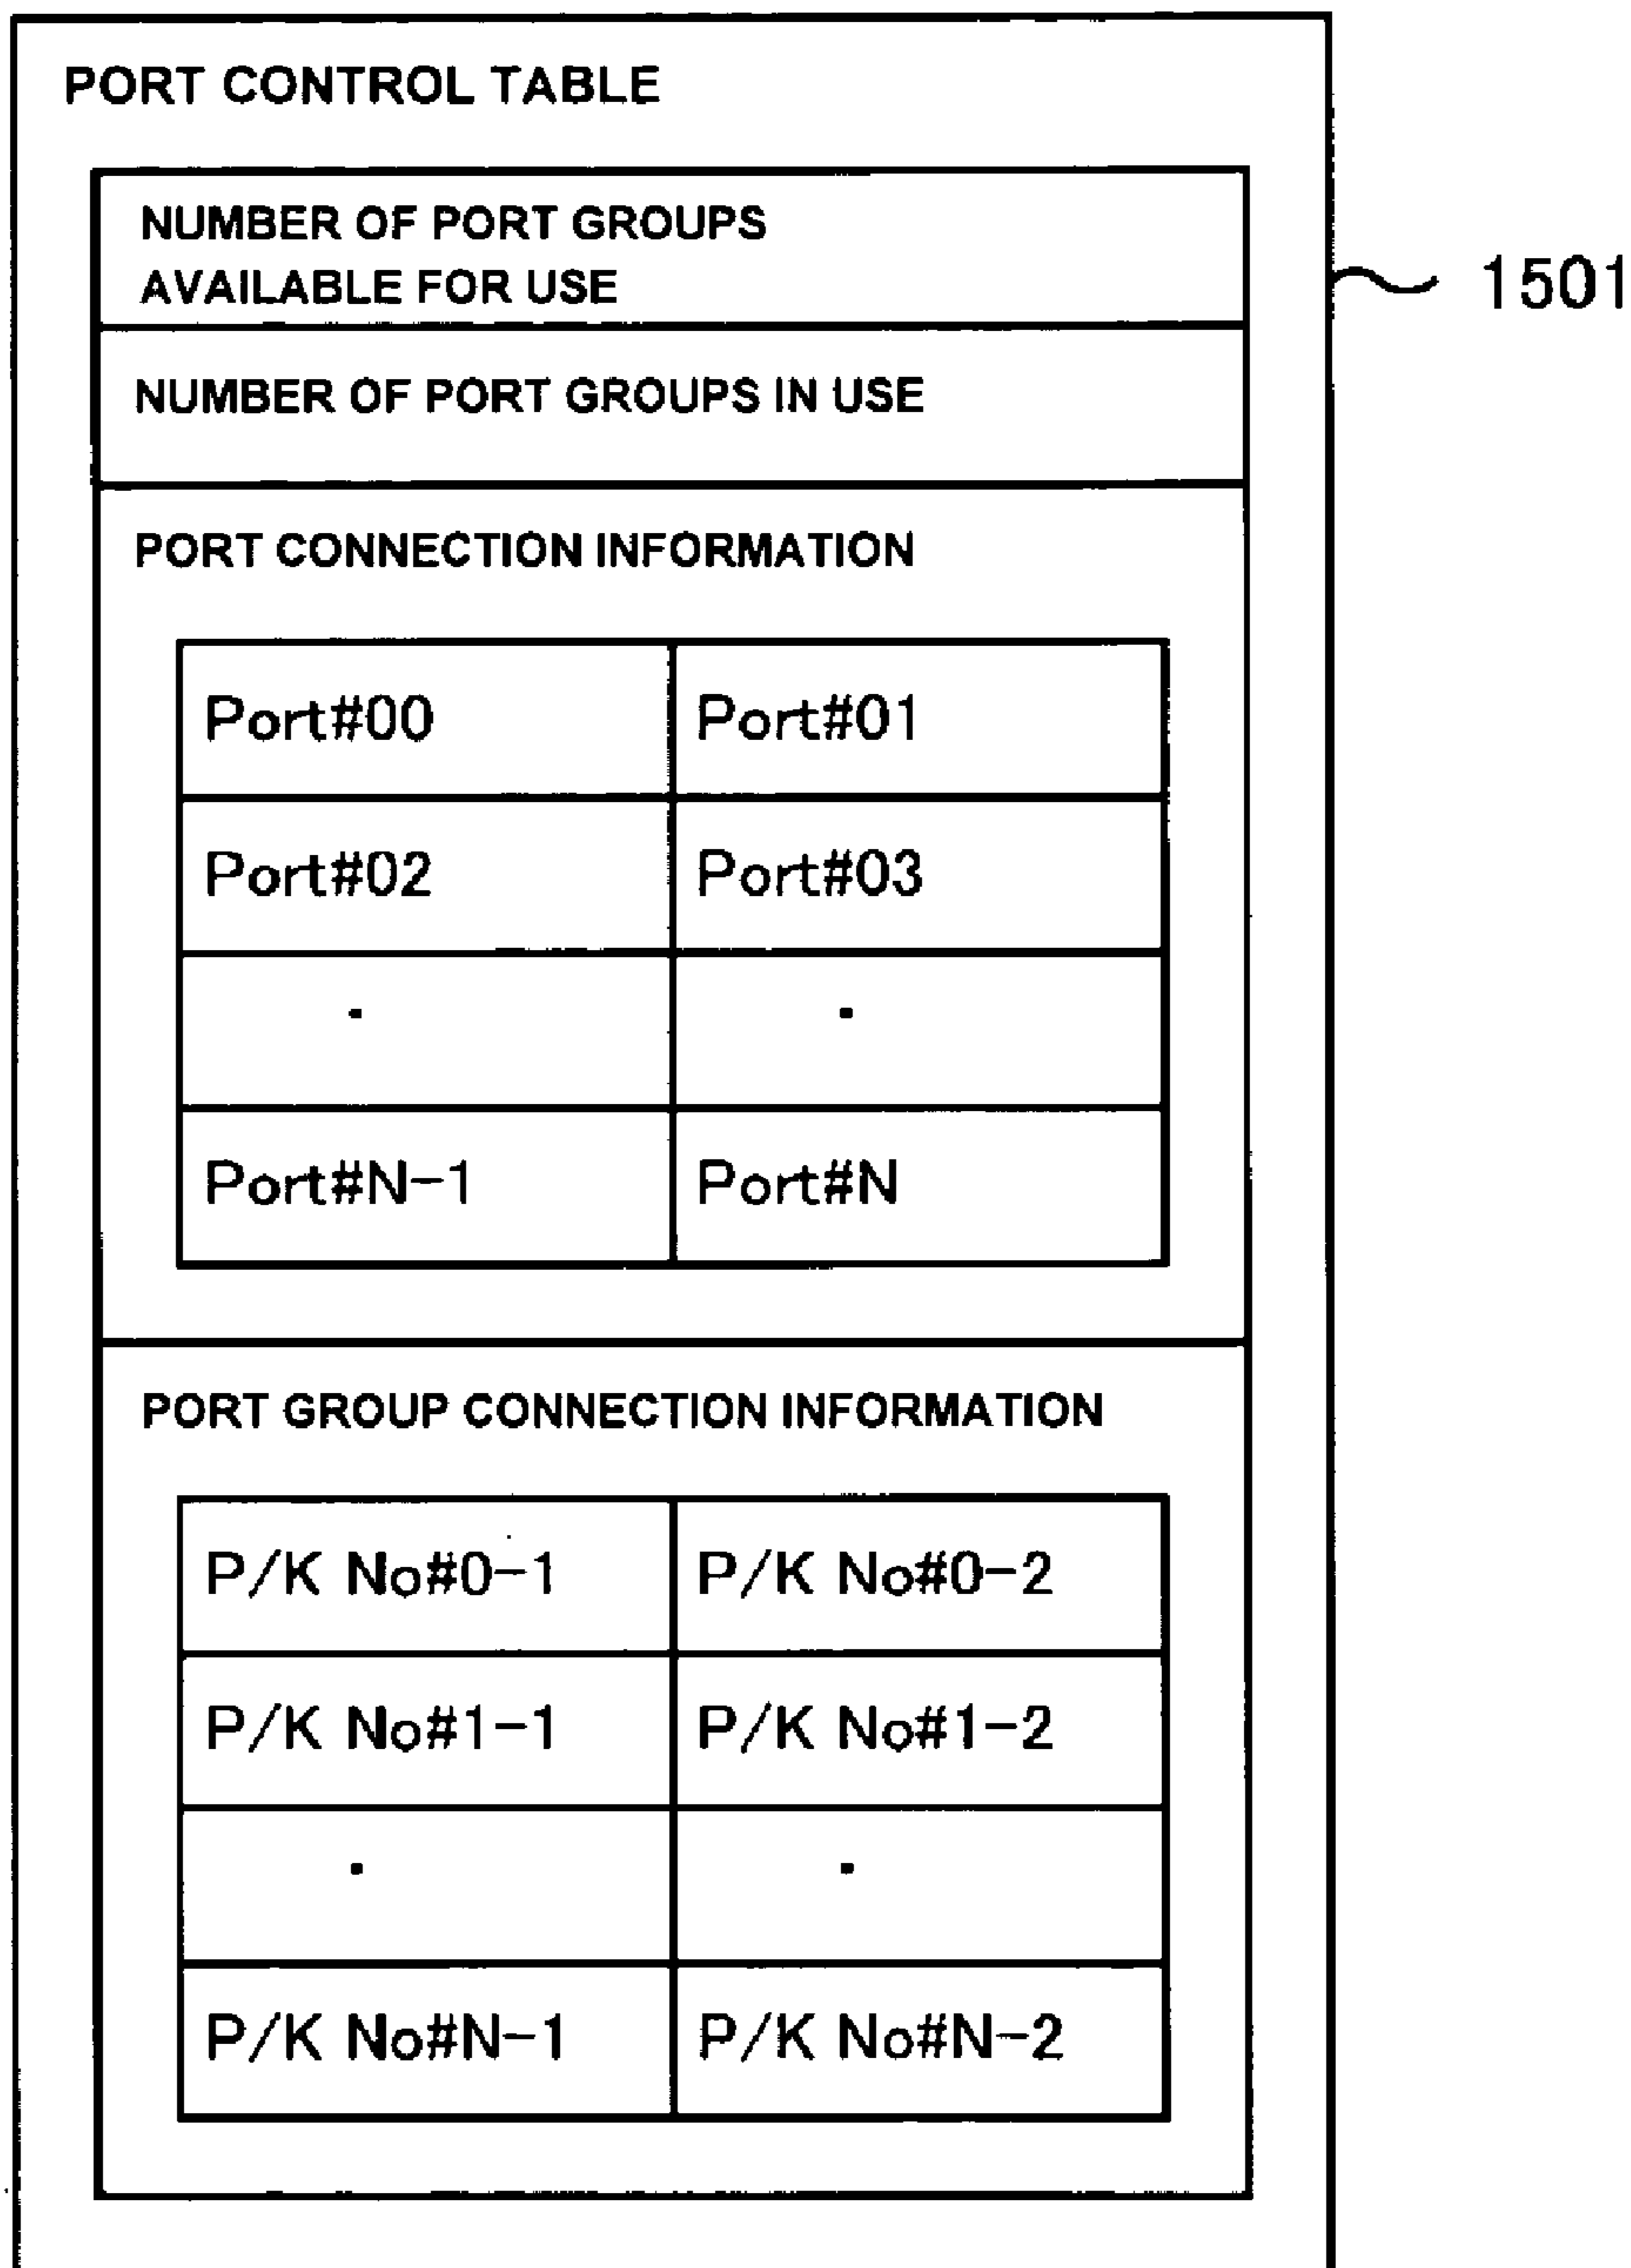 PORT CONTROL TABLE
NUMBER OF PORT GROUPS
AVAILABLE FOR USE
1501
NUMBER OF PORT GROUPS IN USE
PORT CONNECTION INFORMATION
Port#00 Port#01
Port#02 Port#03
. .
Port#N-1 Port#N
PORT GROUP CONNECTION INFORMATION
P/K No#0-1 P/K No#0-2
P/K No#1-1 P/K No#1-2
. .
P/K No#N-1 P/K No#N-2